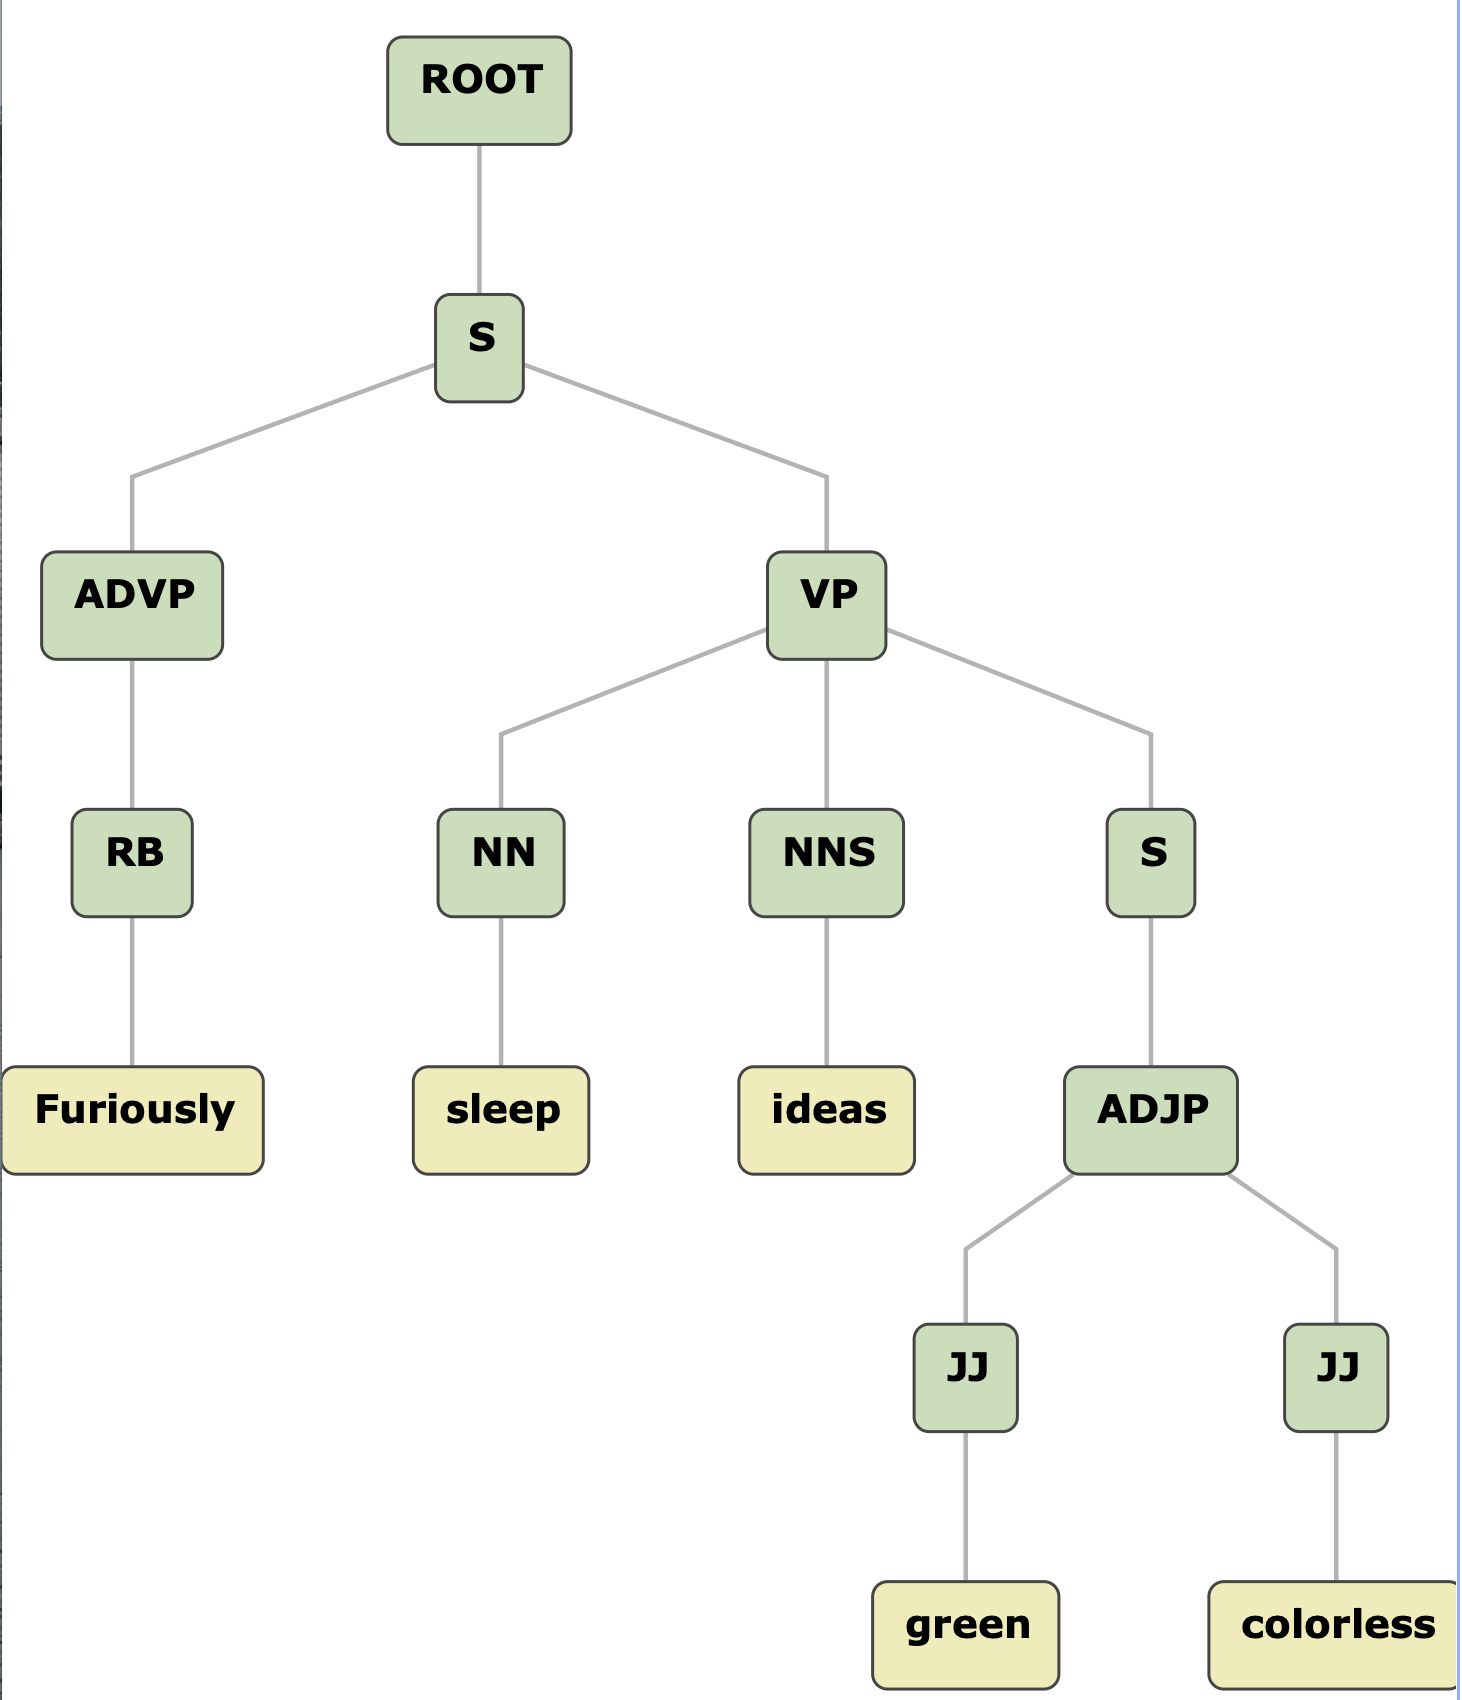 ROOT
S
ADVP VP
RB NN NNS S
Furiously sleep ideas ADJP
JJ JJ
green colorless